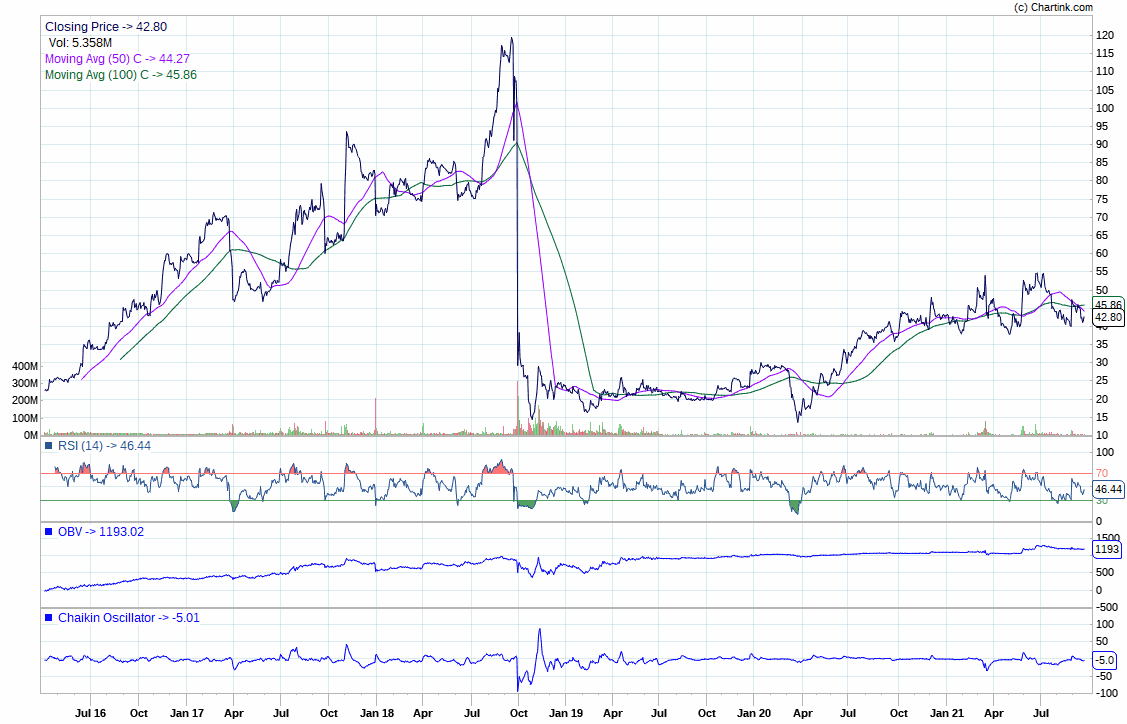 (c) Chartink.com
Closing Price -> 42.80
Vol: 5.358M
Moving Avg (50) C -> 44.27
Moving Avg (100) C -> 45.86
120
115
110
105
100
95
90
85
80
75
70
65
60
55
50
45.86
42.80
35
30
25
20
15
10
400M
300M
200M
100M
0M
RSI (14) -> 46.44
100
70
46.44
30
0
OBV -> 1193.02
1500
1193
500
0
-500
Chaikin Oscillator -> -5.01
100
50
-5.0
-50
-100
Jul 16 Oct Jan 17 Apr Jul Oct Jan 18 Apr Jul Oct Jan 19 Apr Jul Oct Jan 20 Apr Jul Oct Jan 21 Apr Jul